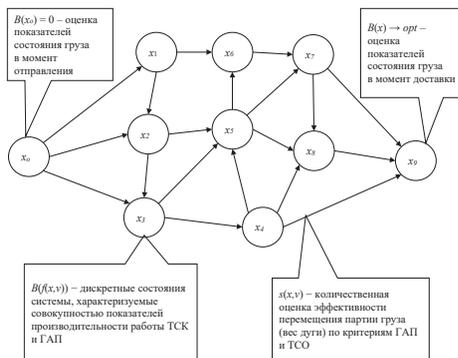 B(x₀) = 0 – оценка
показателей
состояния груза
в момент
отправления
B(x) → opt –
оценка
показателей
состояния груза
в момент доставки
x₁
x₆
x₇
x₂
x₅
x₈
x₀
x₉
x₃
x₄
B(f(x,v)) – дискретные состояния
системы, характеризуемые
совокупностью показателей
производительности работы ТСК
и ГАП
s(x,v) – количественная
оценка эффективности
перемещения партии груза
(вес дуги) по критериям ГАП
и ТСО